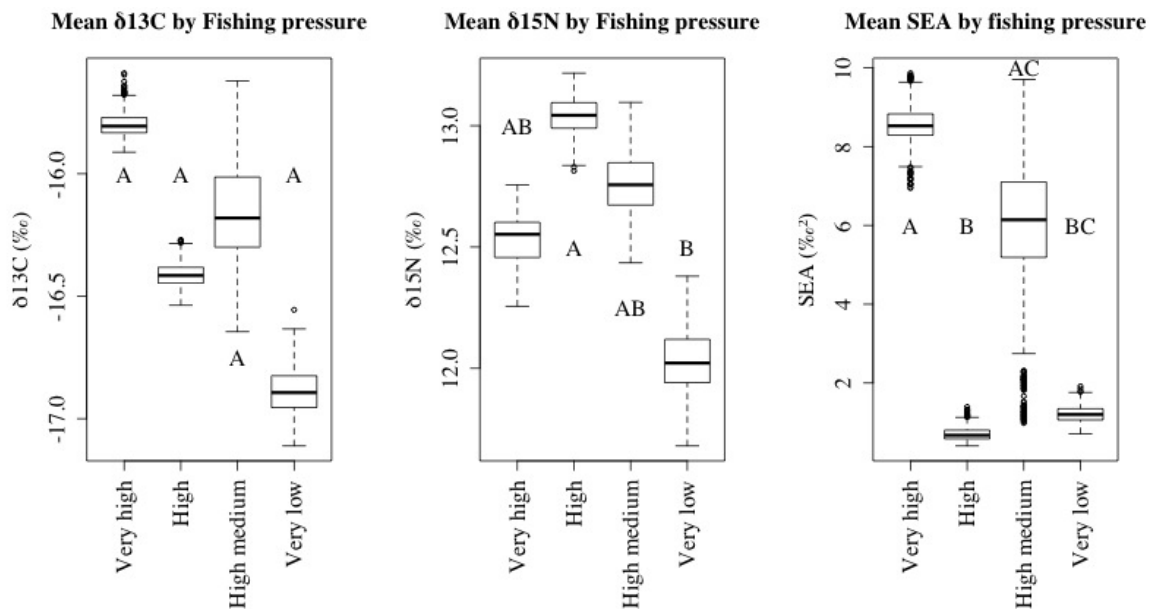 Mean δ13C by Fishing pressure
δ13C (‰)
-16.0
-16.5
-17.0
A
A
A
A
Very high
High
High medium
Very low
Mean δ15N by Fishing pressure
δ15N (‰)
13.0
12.5
12.0
AB
A
AB
B
Very high
High
High medium
Very low
Mean SEA by fishing pressure
SEA (‰²)
10
8
6
4
2
A
B
AC
BC
Very high
High
High medium
Very low